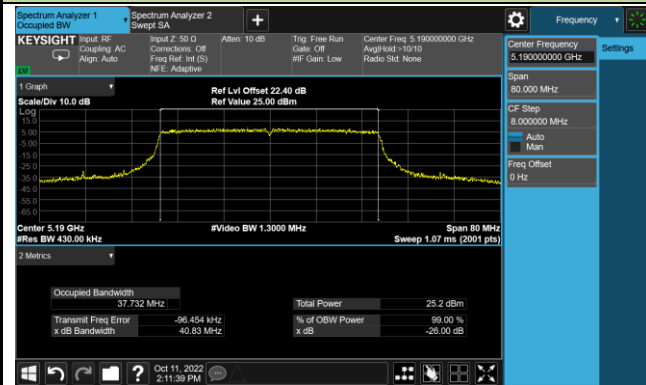 Spectrum Analyzer 1
Occupied BW
Spectrum Analyzer 2
Swept SA
+
Frequency
KEYSIGHT
Input: RF
Coupling: AC
Align: Auto
Input Z: 50 Ω
Corrections: Off
Freq Ref: Int (S)
NFE: Adaptive
Atten: 10 dB
Trig: Free Run
Gate: Off
#IF Gain: Low
Center Freq: 5.190000000 GHz
Avg|Hold:>10/10
Radio Std: None
Center Frequency
5.190000000 GHz
Settings
Span
80.000 MHz
CF Step
8.000000 MHz
Auto
Man
Freq Offset
0 Hz
1 Graph
Scale/Div 10.0 dB
Ref Lvl Offset 22.40 dB
Ref Value 25.00 dBm
Log
15.0
5.00
-5.00
-15.0
-25.0
-35.0
-45.0
-55.0
-65.0
Center 5.19 GHz
#Res BW 430.00 kHz
#Video BW 1.3000 MHz
Span 80 MHz
Sweep 1.07 ms (2001 pts)
2 Metrics
Occupied Bandwidth
37.732 MHz
Total Power 25.2 dBm
Transmit Freq Error -96.454 kHz
% of OBW Power 99.00 %
x dB Bandwidth 40.83 MHz
x dB -26.00 dB
?
Oct 11, 2022
2:11:39 PM